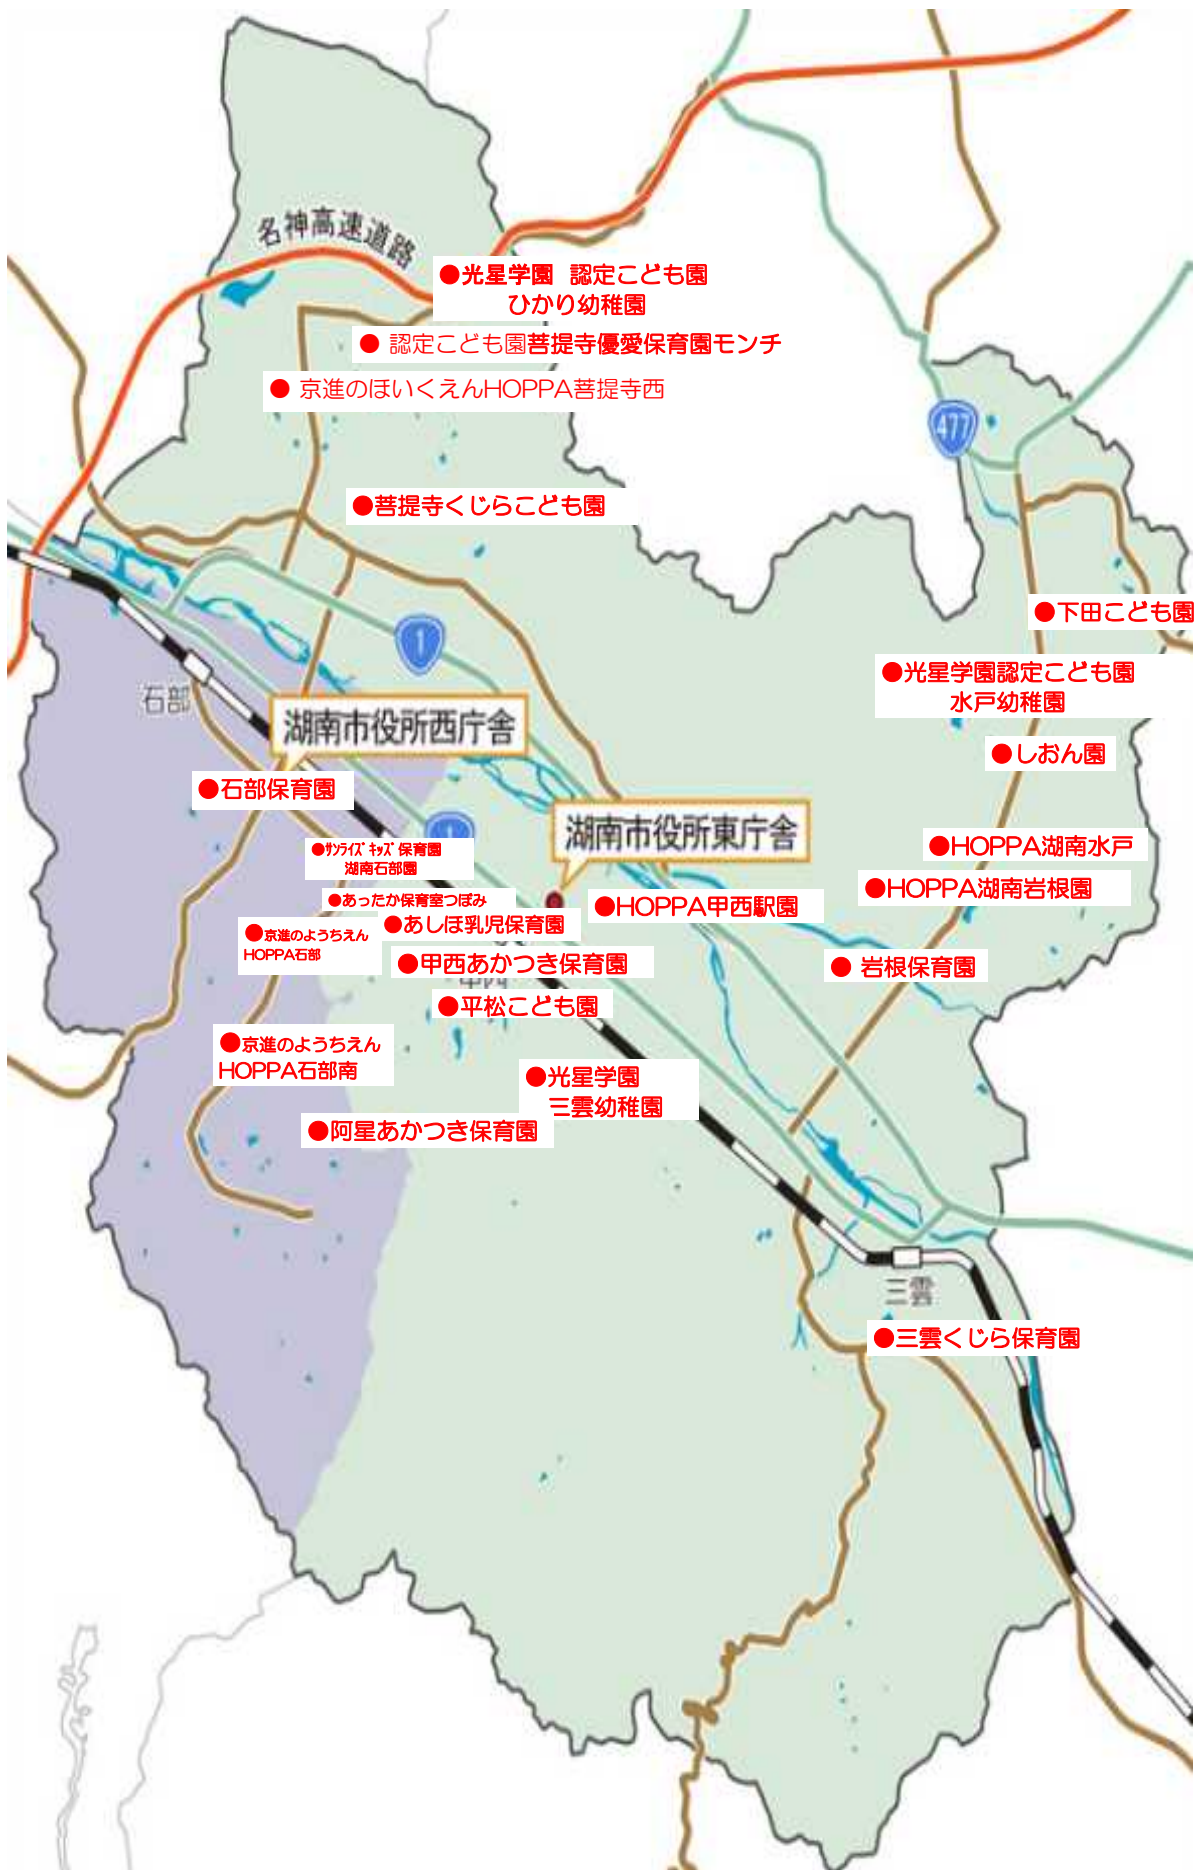 名神高速道路
●光星学園 認定こども園
ひかり幼稚園
● 認定こども園菩提寺優愛保育園モンチ
● 京進のほいくえんHOPPA菩提寺西
477
●菩提寺くじらこども園
●下田こども園
1
●光星学園認定こども園
水戸幼稚園
石部
湖南市役所西庁舎
●しおん園
●石部保育園
湖南市役所東庁舎
1
●サンライズキッズ保育園
湖南石部園
●HOPPA湖南水戸
●HOPPA湖南岩根園
●あったか保育室つぼみ
●HOPPA甲西駅園
●あしほ乳児保育園
●京進のようちえん
HOPPA石部
●甲西あかつき保育園
● 岩根保育園
甲西
●平松こども園
●京進のようちえん
HOPPA石部南
●光星学園
三雲幼稚園
●阿星あかつき保育園
三雲
●三雲くじら保育園